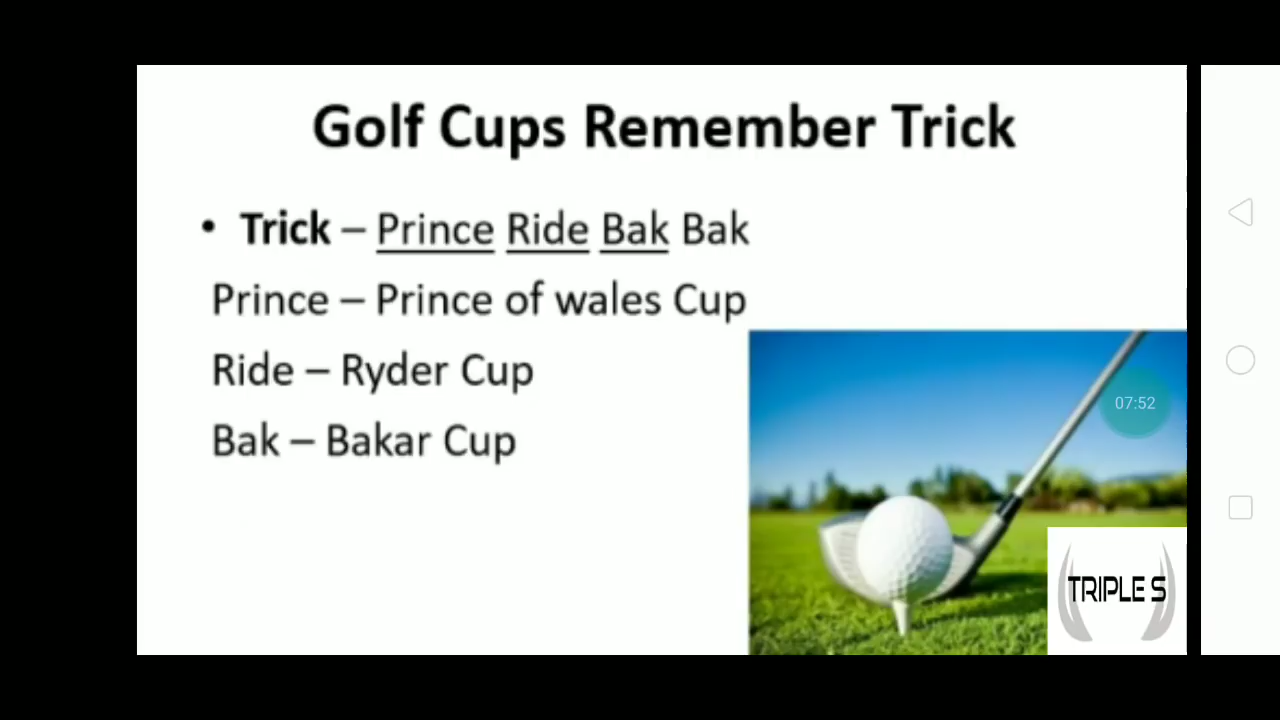 Golf Cups Remember Trick
• Trick – Prince Ride Bak Bak
Prince – Prince of wales Cup
Ride – Ryder Cup
Bak – Bakar Cup
07:52
TRIPLE S